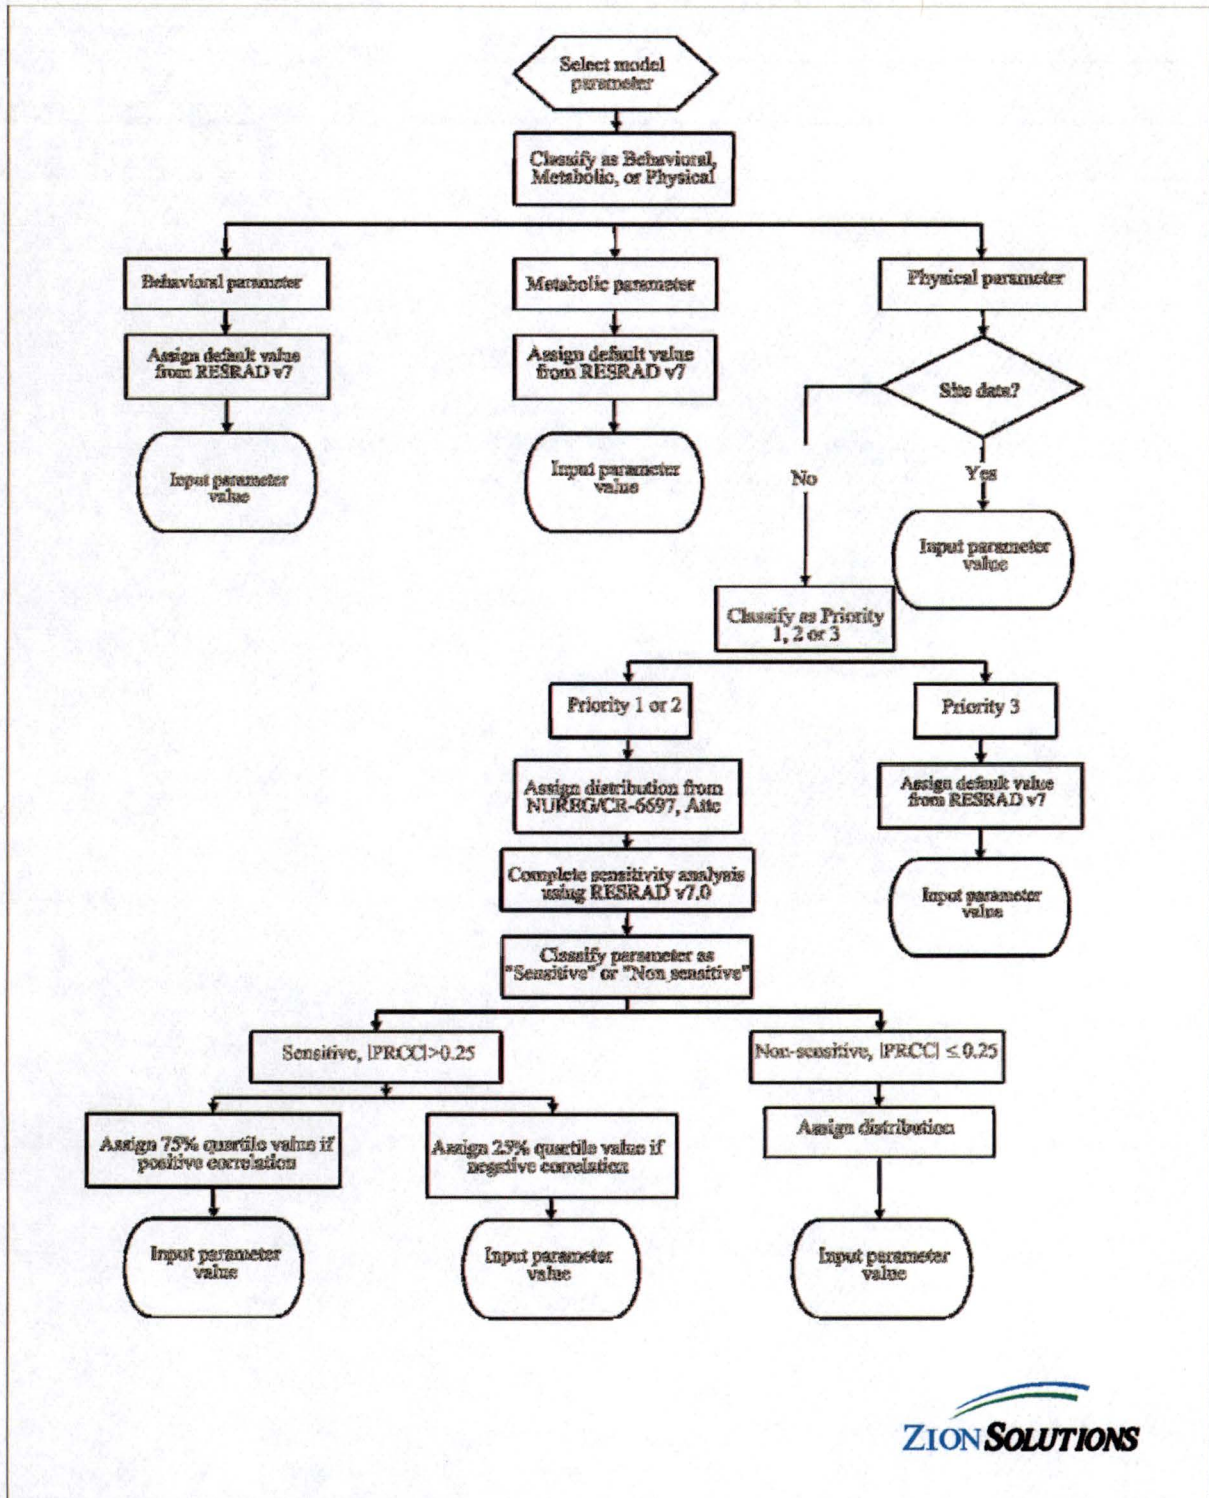 Select model
parameter
Classify as Behavioral,
Metabolic, or Physical
Behavioral parameter
Metabolic parameter
Physical parameter
Assign default value
from RESRAD v7
Assign default value
from RESRAD v7
Site data?
Input parameter
value
Input parameter
value
No
Yes
Input parameter
value
Classify as Priority
1, 2 or 3
Priority 1 or 2
Priority 3
Assign distribution from
NUREG/CR-6697, Attc
Assign default value
from RESRAD v7
Complete sensitivity analysis
using RESRAD v7.0
Input parameter
value
Classify parameter as
"Sensitive" or "Non sensitive"
Sensitive, |PRCC|>0.25
Non-sensitive, |PRCC| ≤ 0.25
Assign 75% quartile value if
positive correlation
Assign 25% quartile value if
negative correlation
Assign distribution
Input parameter
value
Input parameter
value
Input parameter
value
ZIONSOLUTIONS